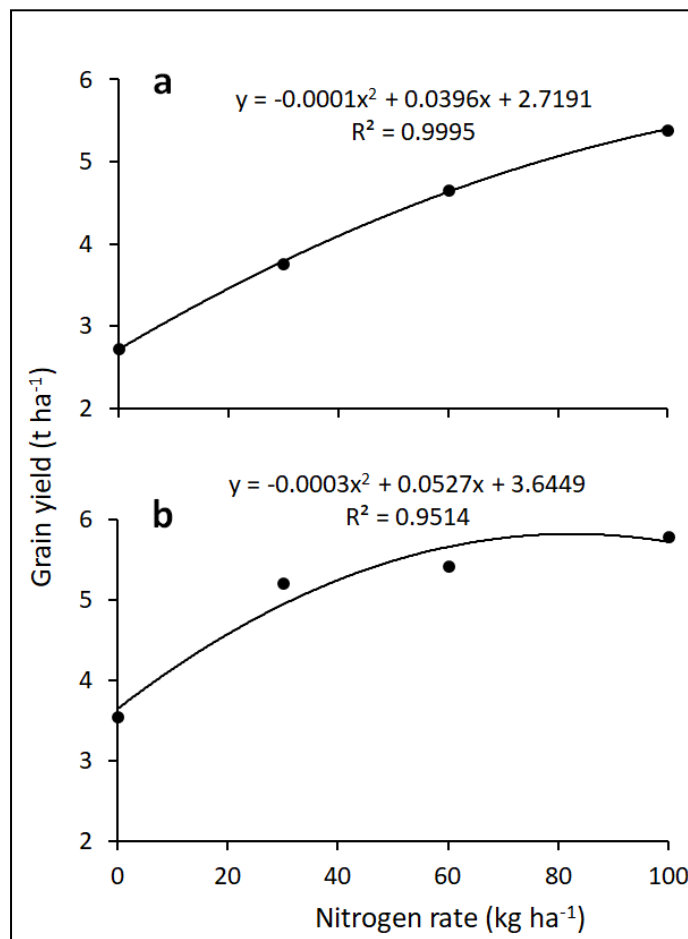 6
a
y = -0.0001x² + 0.0396x + 2.7191
R² = 0.9995
5
4
3
2
Grain yield (t ha⁻¹)
y = -0.0003x² + 0.0527x + 3.6449
b
R² = 0.9514
6
5
4
3
2
0 20 40 60 80 100
Nitrogen rate (kg ha⁻¹)